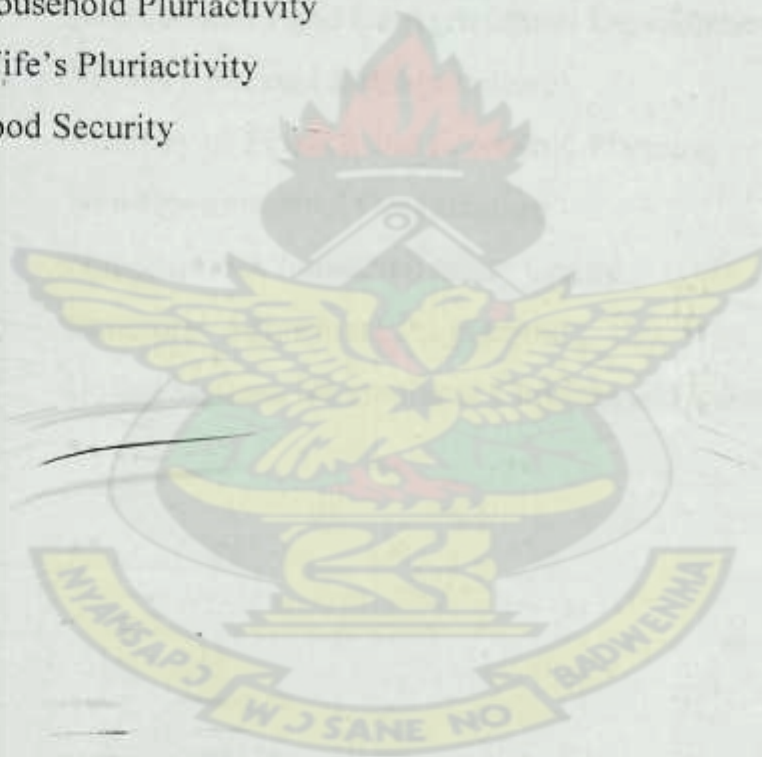 ousehold Pluriactivity
ife's Pluriactivity
ood Security
NYANSAPƆ
WƆSANE NO
BADWENMA